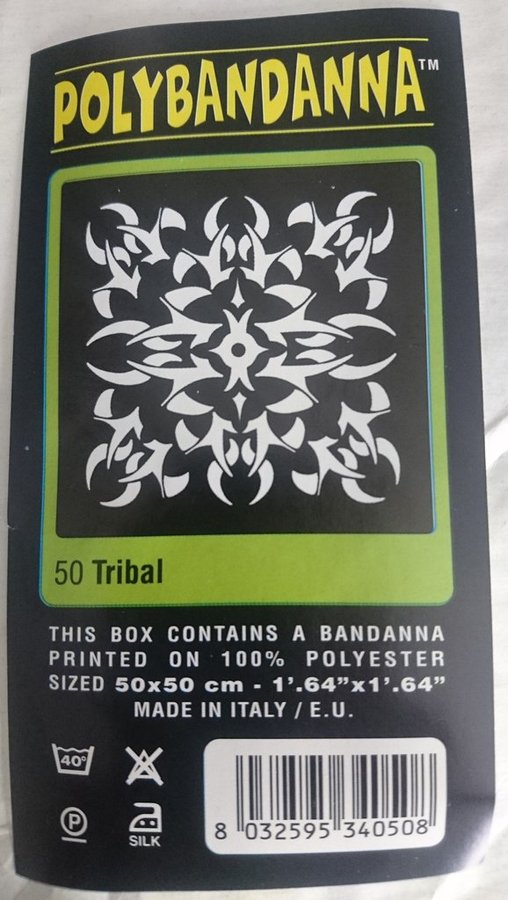 POLYBANDANNA™
50 Tribal
THIS BOX CONTAINS A BANDANNA
PRINTED ON 100% POLYESTER
SIZED 50x50 cm - 1'.64”x1'.64”
MADE IN ITALY / E.U.
40°
P
SILK
8 032595 340508